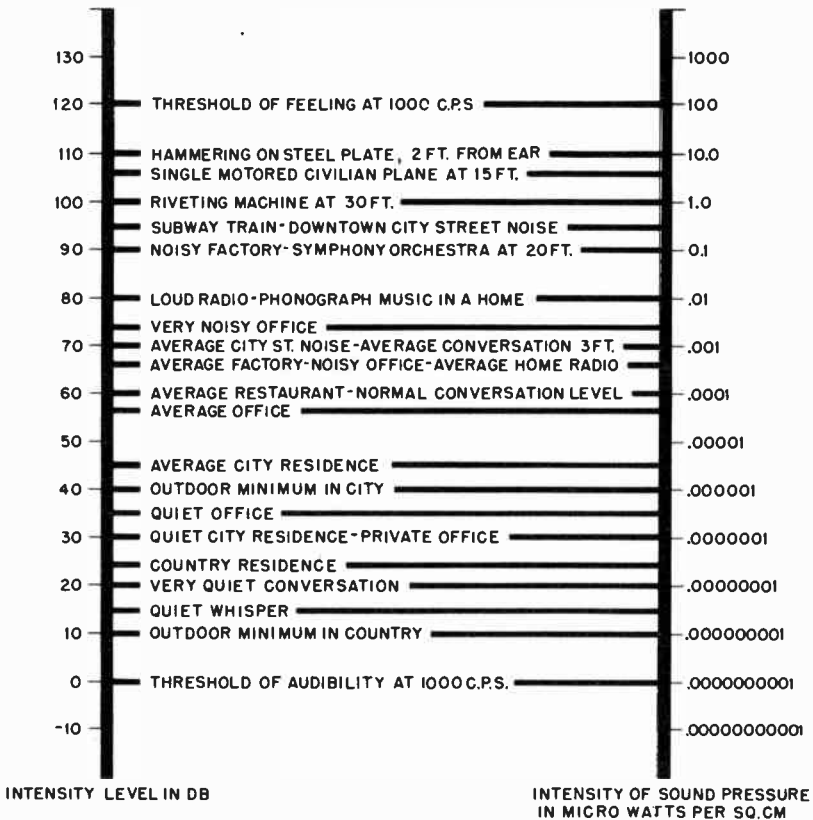 130 1000
120 THRESHOLD OF FEELING AT 1000 C.P.S 100
110 HAMMERING ON STEEL PLATE, 2 FT. FROM EAR 10.0
SINGLE MOTORED CIVILIAN PLANE AT 15 FT.
100 RIVETING MACHINE AT 30 FT. 1.0
SUBWAY TRAIN-DOWNTOWN CITY STREET NOISE
90 NOISY FACTORY-SYMPHONY ORCHESTRA AT 20 FT. 0.1
80 LOUD RADIO-PHONOGRAPH MUSIC IN A HOME .01
VERY NOISY OFFICE
70 AVERAGE CITY ST. NOISE-AVERAGE CONVERSATION 3 FT. .001
AVERAGE FACTORY-NOISY OFFICE-AVERAGE HOME RADIO
60 AVERAGE RESTAURANT-NORMAL CONVERSATION LEVEL .0001
AVERAGE OFFICE
50 .00001
AVERAGE CITY RESIDENCE
40 OUTDOOR MINIMUM IN CITY .000001
QUIET OFFICE
30 QUIET CITY RESIDENCE-PRIVATE OFFICE .0000001
COUNTRY RESIDENCE
20 VERY QUIET CONVERSATION .00000001
QUIET WHISPER
10 OUTDOOR MINIMUM IN COUNTRY .000000001
0 THRESHOLD OF AUDIBILITY AT 1000 C.P.S. .0000000001
-10 .00000000001
INTENSITY LEVEL IN DB
INTENSITY OF SOUND PRESSURE
IN MICRO WATTS PER SQ. CM